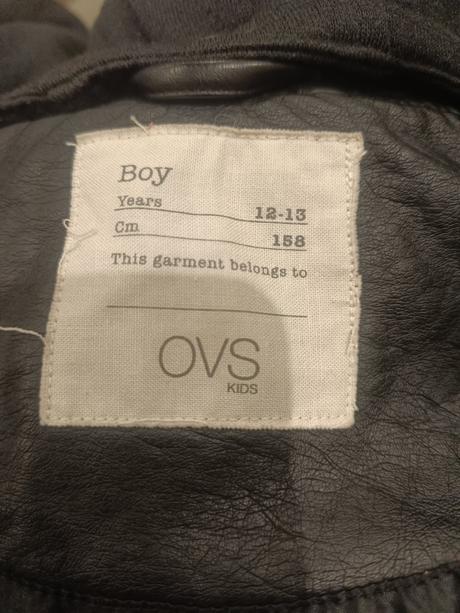 Boy
Years 12-13
Cm 158
This garment belongs to
OVS
KIDS